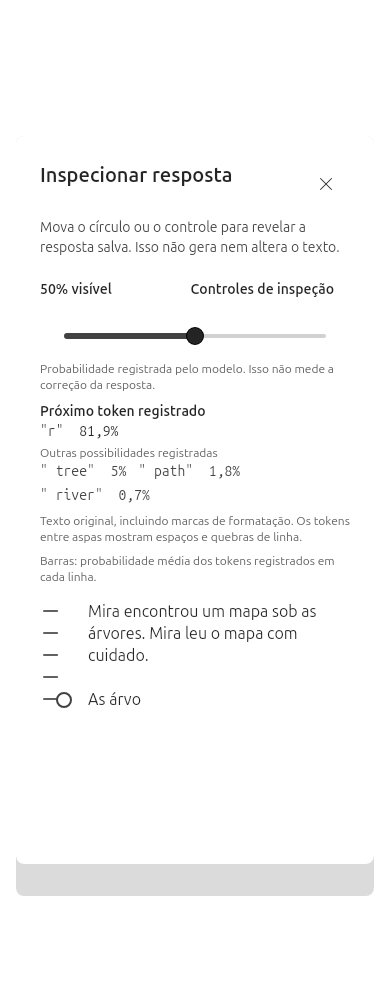 Inspecionar resposta
Mova o círculo ou o controle para revelar a
resposta salva. Isso não gera nem altera o texto.
50% visível Controles de inspeção
Probabilidade registrada pelo modelo. Isso não mede a
correção da resposta.
Próximo token registrado
"r" 81,9%
Outras possibilidades registradas
" tree" 5% " path" 1,8%
" river" 0,7%
Texto original, incluindo marcas de formatação. Os tokens
entre aspas mostram espaços e quebras de linha.
Barras: probabilidade média dos tokens registrados em
cada linha.
Mira encontrou um mapa sob as
árvores. Mira leu o mapa com
cuidado.
As árvo